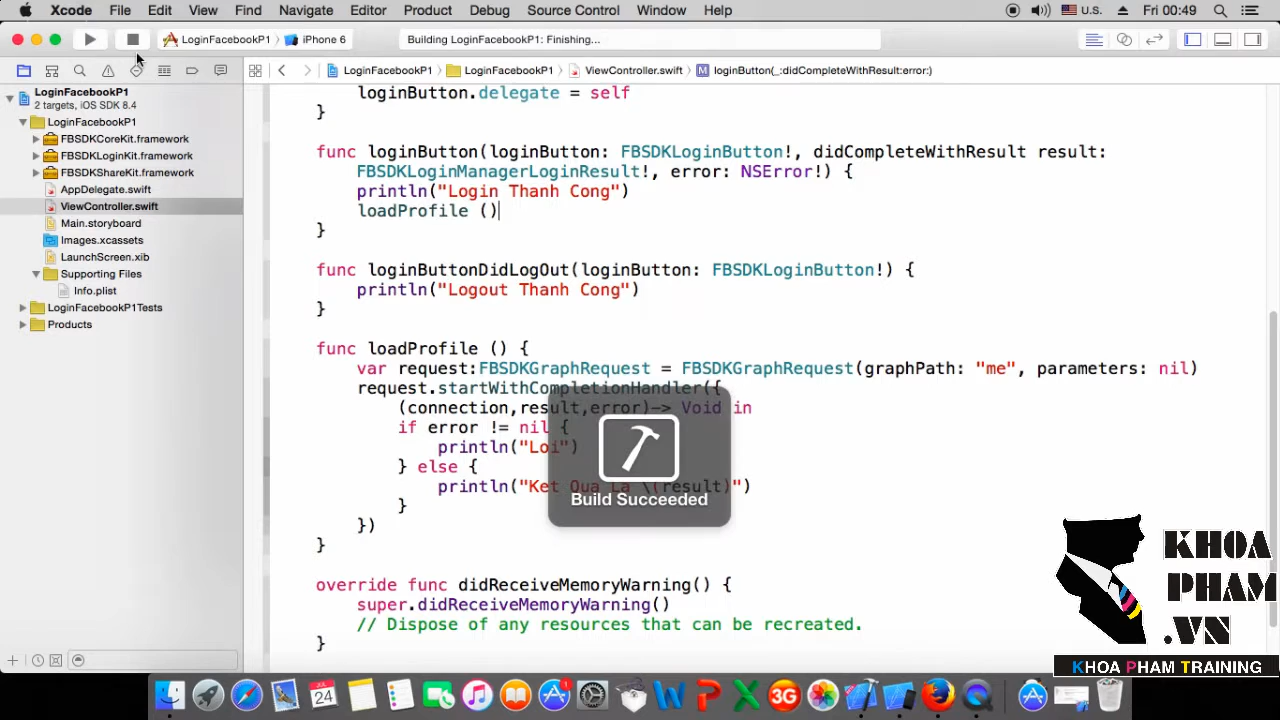 Xcode File Edit View Find Navigate Editor Product Debug Source Control Window Help U.S. Fri 00:49
LoginFacebookP1 iPhone 6 Building LoginFacebookP1: Finishing...
LoginFacebookP1 LoginFacebookP1 ViewController.swift M loginButton(_:didCompleteWithResult:error:)
LoginFacebookP1
2 targets, iOS SDK 8.4
LoginFacebookP1
FBSDKCoreKit.framework
FBSDKLoginKit.framework
FBSDKShareKit.framework
AppDelegate.swift
ViewController.swift
Main.storyboard
Images.xcassets
LaunchScreen.xib
Supporting Files
Info.plist
LoginFacebookP1Tests
Products
loginButton.delegate = self
}
func loginButton(loginButton: FBSDKLoginButton!, didCompleteWithResult result:
FBSDKLoginManagerLoginResult!, error: NSError!) {
println("Login Thanh Cong")
loadProfile ()
}
func loginButtonDidLogOut(loginButton: FBSDKLoginButton!) {
println("Logout Thanh Cong")
}
func loadProfile () {
var request:FBSDKGraphRequest = FBSDKGraphRequest(graphPath: "me", parameters: nil)
request.startWithCompletionHandler({
(connection,result,error)-> Void in
if error != nil {
println("Loi")
} else {
println("Ket Qua La \(result)")
}
})
}
override func didReceiveMemoryWarning() {
super.didReceiveMemoryWarning()
// Dispose of any resources that can be recreated.
}
Build Succeeded
KHOA
PHAM
.VN
KHOA PHAM TRAINING
24
3G
1